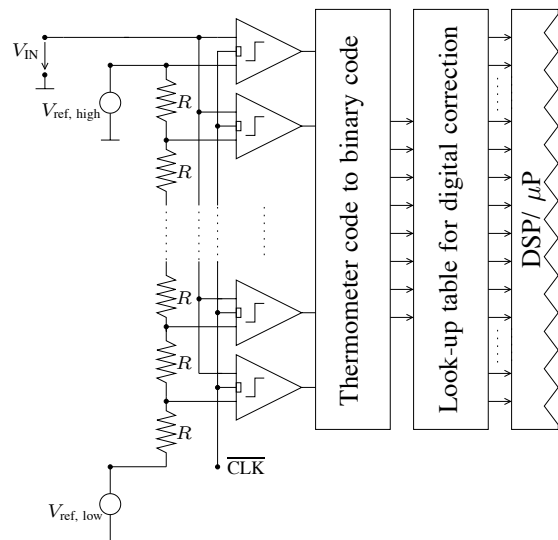 V_IN
V_ref, high
R
R
R
R
R
V_ref, low
CLK
Thermometer code to binary code
Look-up table for digital correction
DSP/ μP